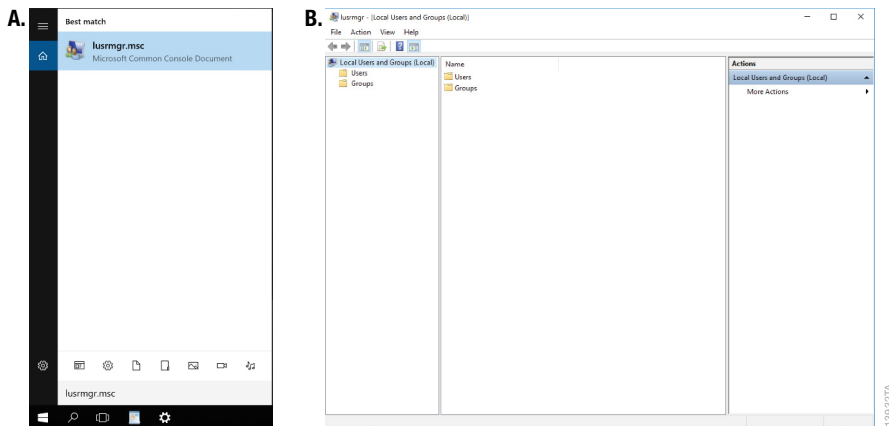 A.
Best match
lusrmgr.msc
Microsoft Common Console Document
lusrmgr.msc
B.
lusrmgr - [Local Users and Groups (Local)]
File Action View Help
Local Users and Groups (Local)
Users
Groups
Name
Users
Groups
Actions
Local Users and Groups (Local)
More Actions
12932TA